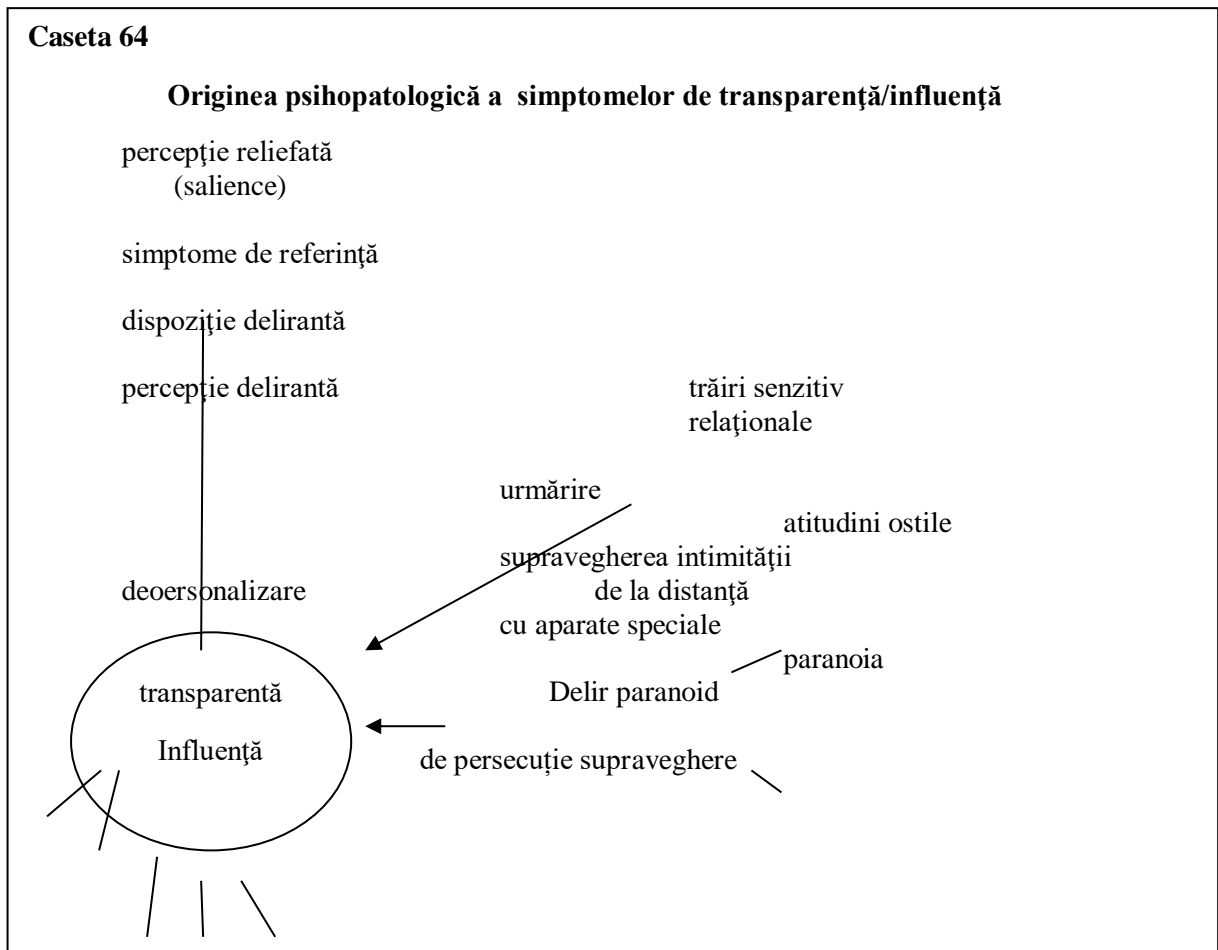 Caseta 64
Originea psihopatologică a simptomelor de transparenţă/influenţă
percepţie reliefată
(salience)
simptome de referinţă
dispoziţie delirantă
percepţie delirantă
trăiri senzitiv
relaţionale
urmărire
atitudini ostile
supravegherea intimităţii
deoersonalizare
de la distanţă
cu aparate speciale
paranoia
transparentă
Delir paranoid
Influenţă
de persecuție supraveghere